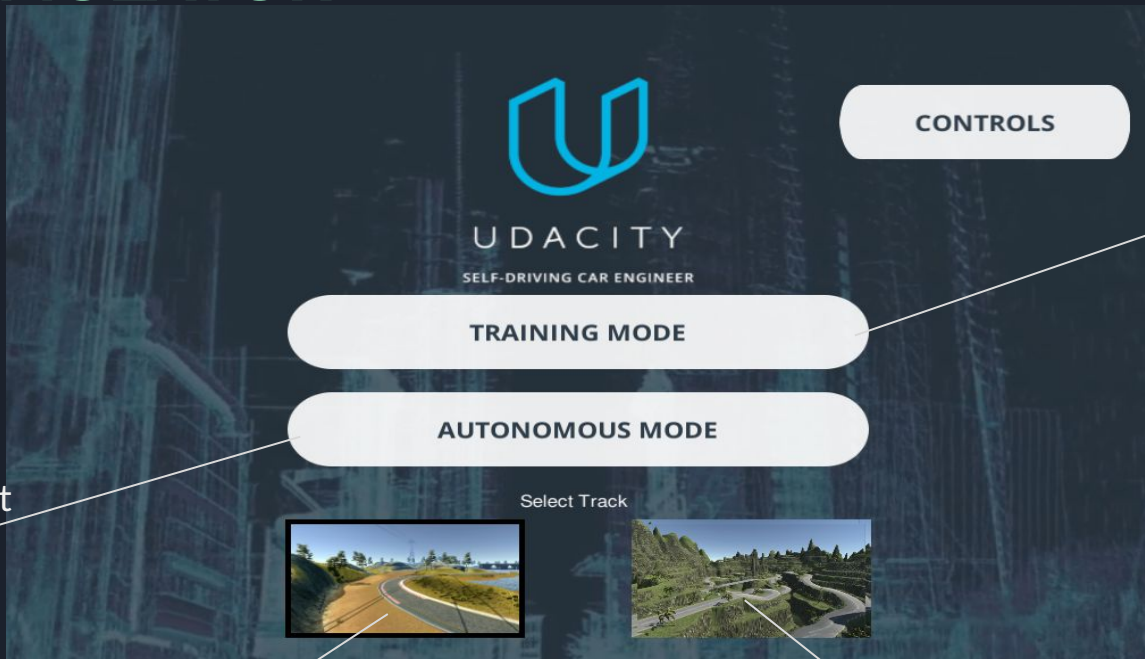 CONTROLS
UDACITY
SELF-DRIVING CAR ENGINEER
TRAINING MODE
AUTONOMOUS MODE
Select Track